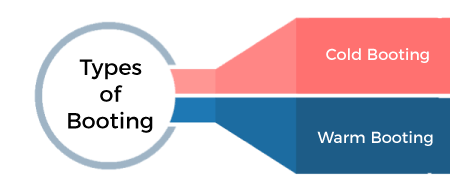 Types
of
Booting
Cold Booting
Warm Booting